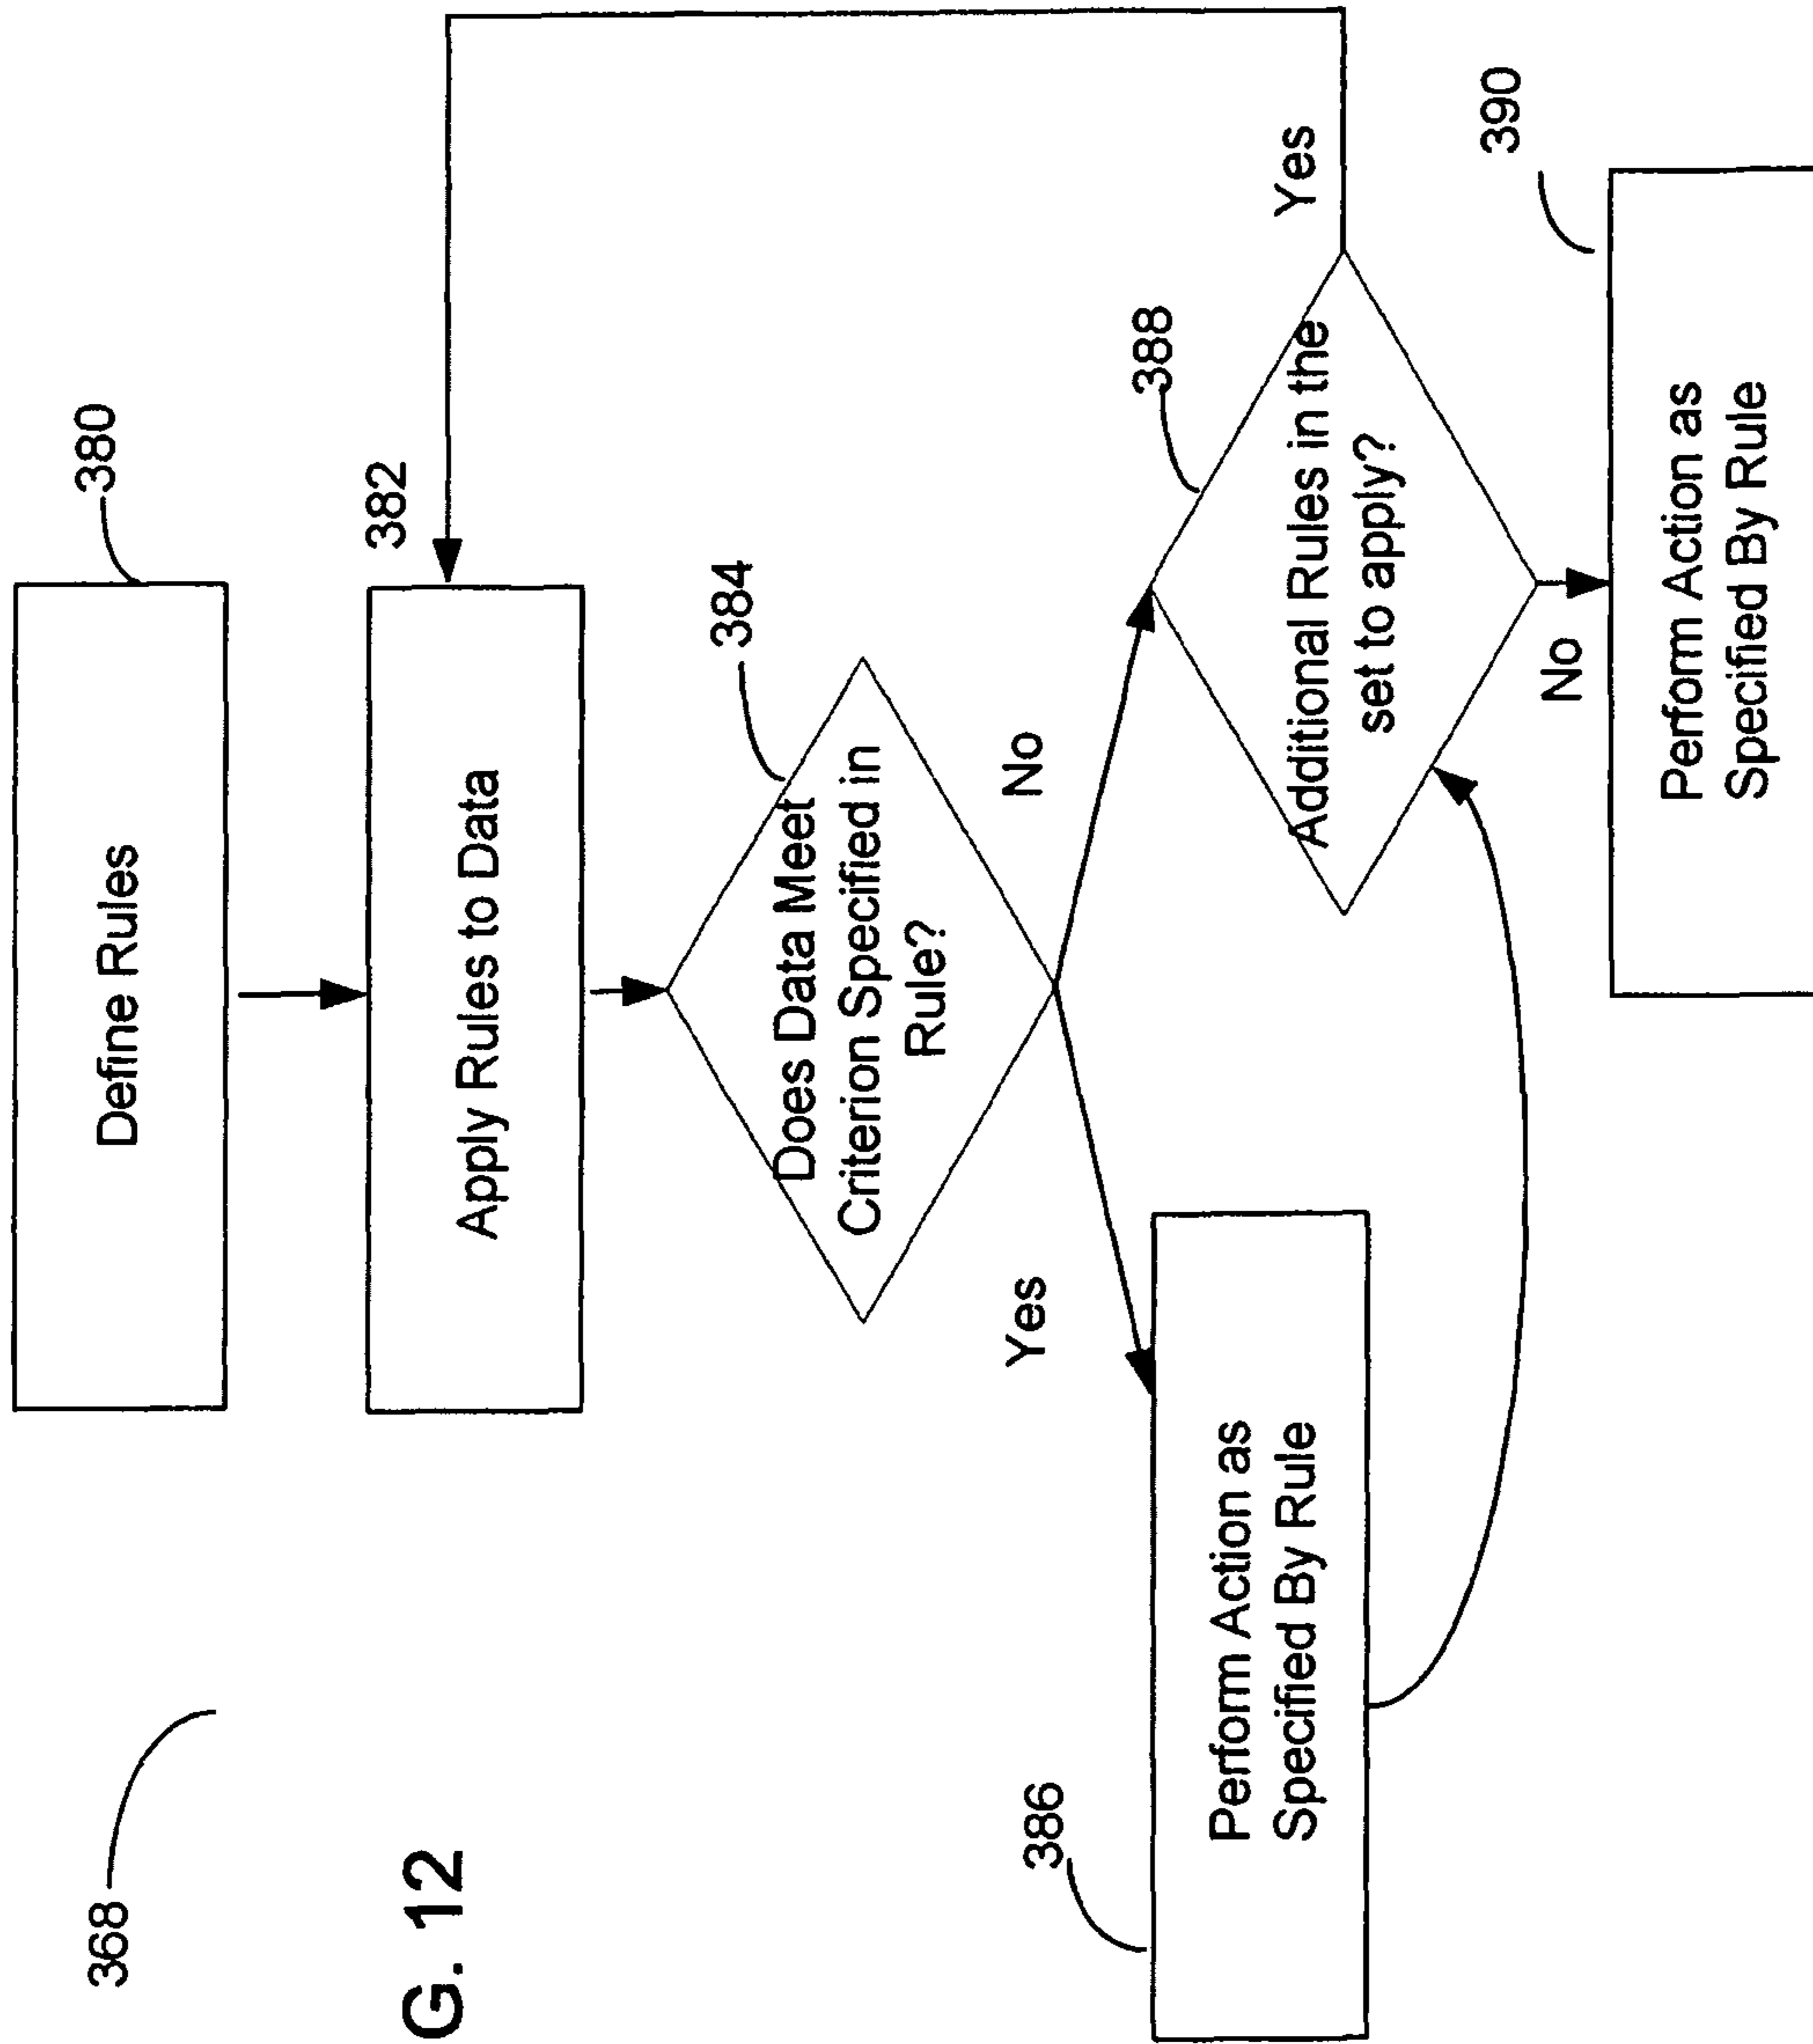 368
G. 12
Define Rules
380
Apply Rules to Data
382
Does Data Meet
Criterion Specified in
Rule?
384
Yes
No
386
Perform Action as
Specified By Rule
388
Additional Rules in the
set to apply?
Yes
No
390
Perform Action as
Specified By Rule